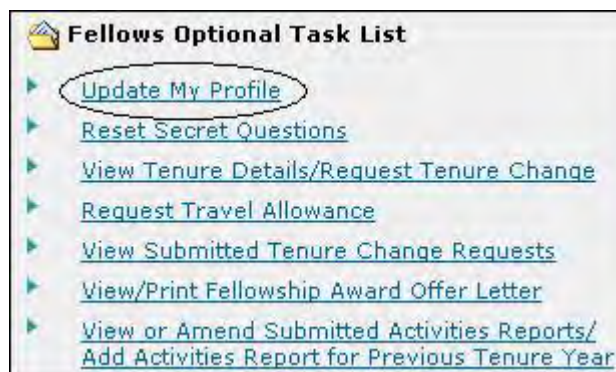 Fellows Optional Task List
Update My Profile
Reset Secret Questions
View Tenure Details/Request Tenure Change
Request Travel Allowance
View Submitted Tenure Change Requests
View/Print Fellowship Award Offer Letter
View or Amend Submitted Activities Reports/
Add Activities Report for Previous Tenure Year